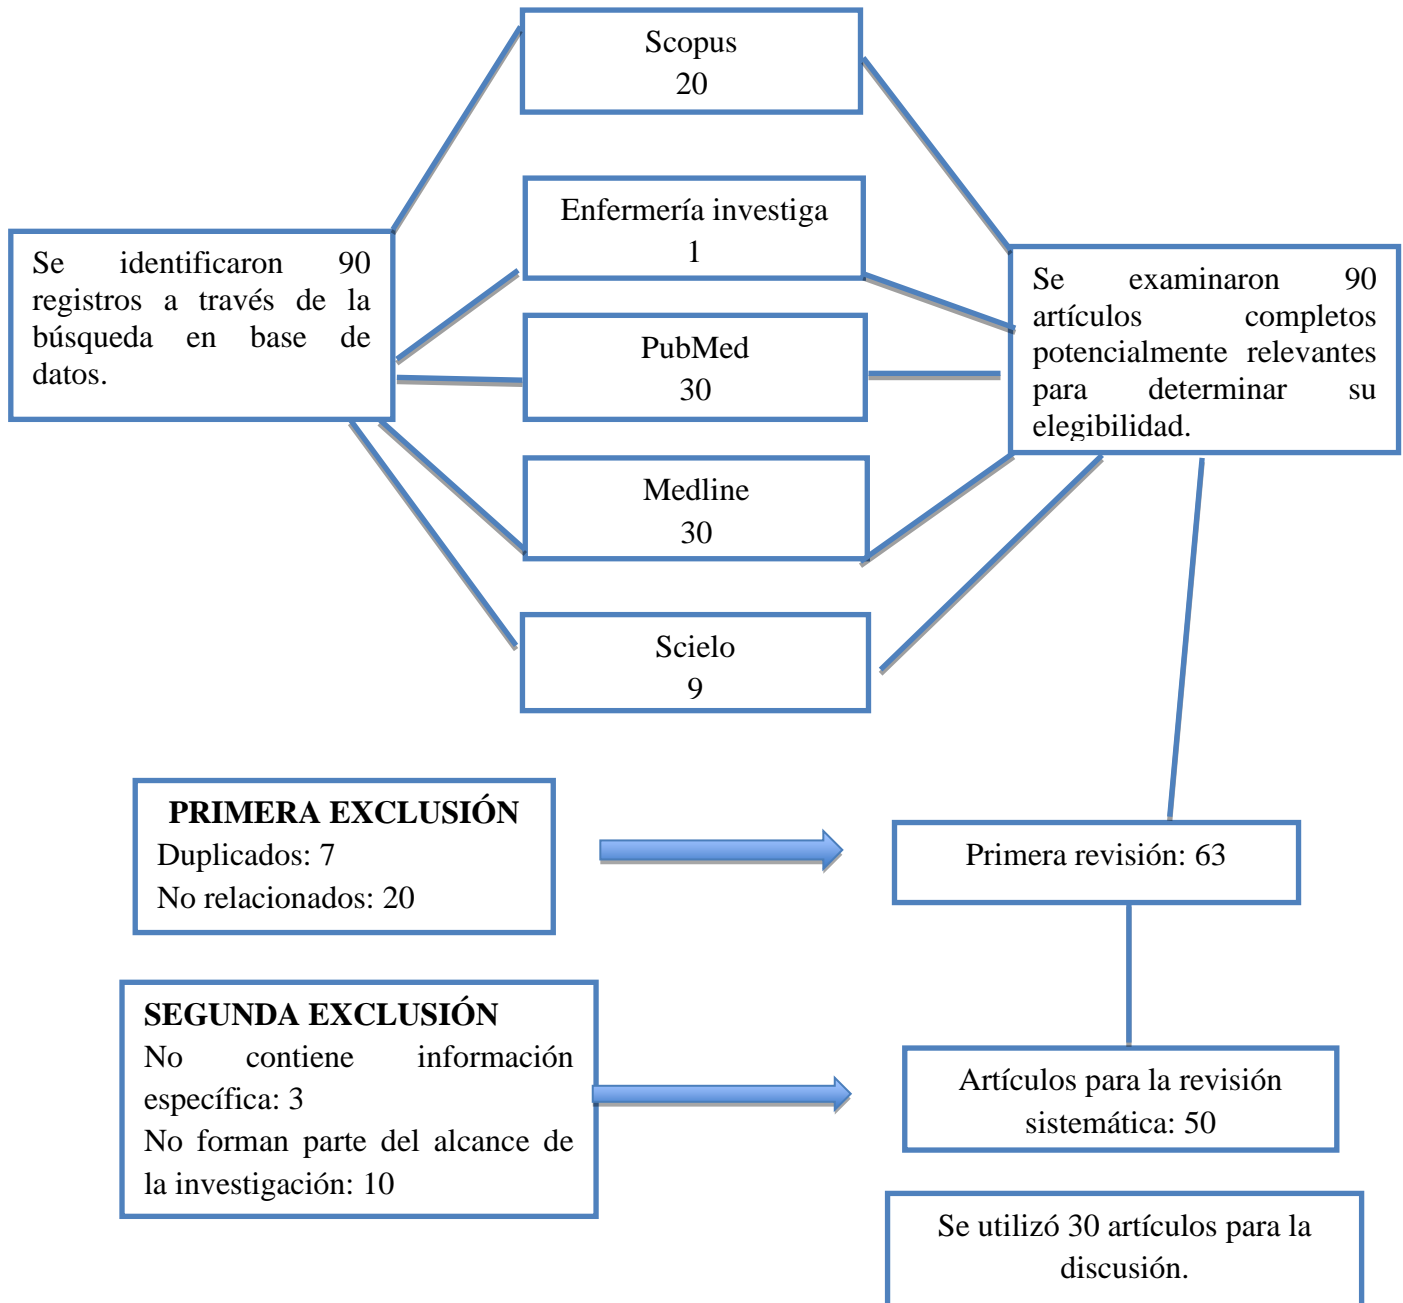 Scopus
20
Enfermería investiga
1
Se identificaron 90
registros a través de la
búsqueda en base de
datos.
PubMed
30
Medline
30
Scielo
9
Se examinaron 90
artículos completos
potencialmente relevantes
para determinar su
elegibilidad.
PRIMERA EXCLUSIÓN
Duplicados: 7
No relacionados: 20
Primera revisión: 63
SEGUNDA EXCLUSIÓN
No contiene información
específica: 3
No forman parte del alcance de
la investigación: 10
Artículos para la revisión
sistemática: 50
Se utilizó 30 artículos para la
discusión.